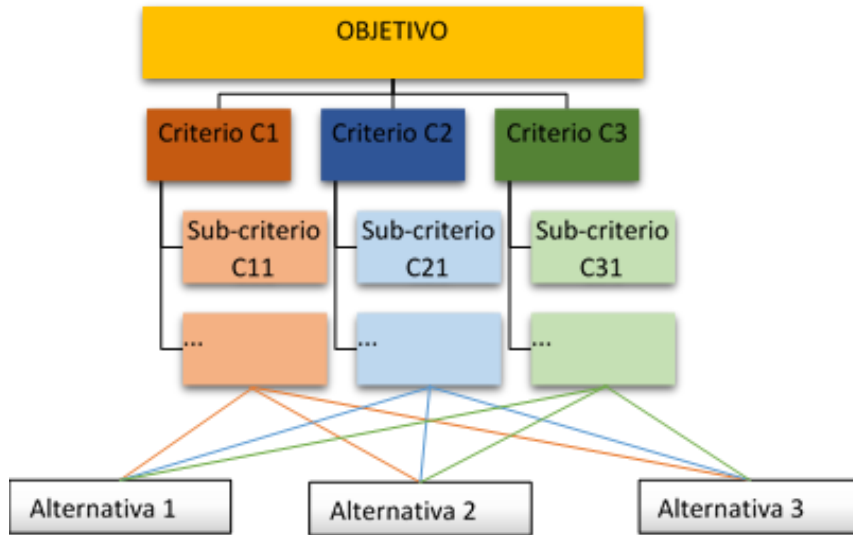 OBJETIVO
Criterio C1
Criterio C2
Criterio C3
Sub-criterio
C11
Sub-criterio
C21
Sub-criterio
C31
...
...
...
Alternativa 1
Alternativa 2
Alternativa 3